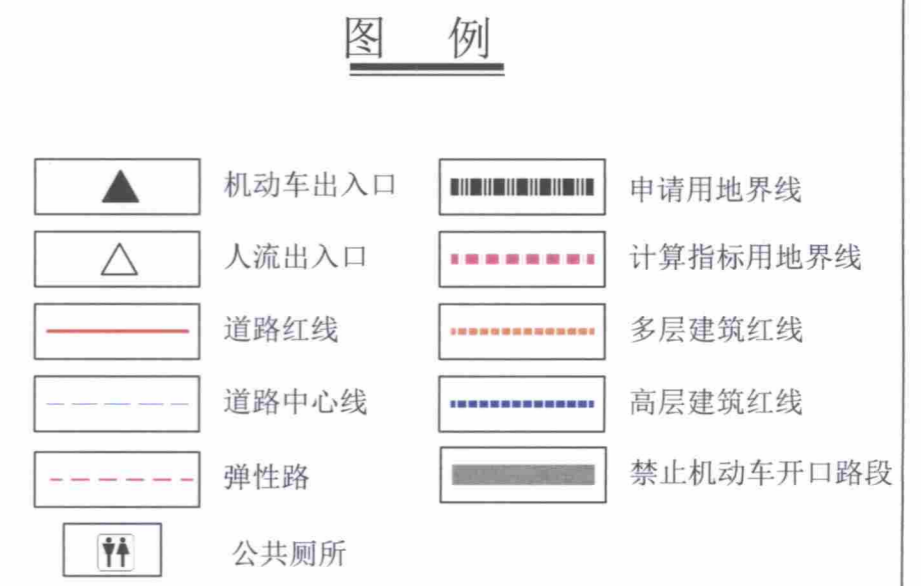 图 例
机动车出入口
申请用地界线
人流出入口
计算指标用地界线
道路红线
多层建筑红线
道路中心线
高层建筑红线
弹性路
禁止机动车开口路段
公共厕所